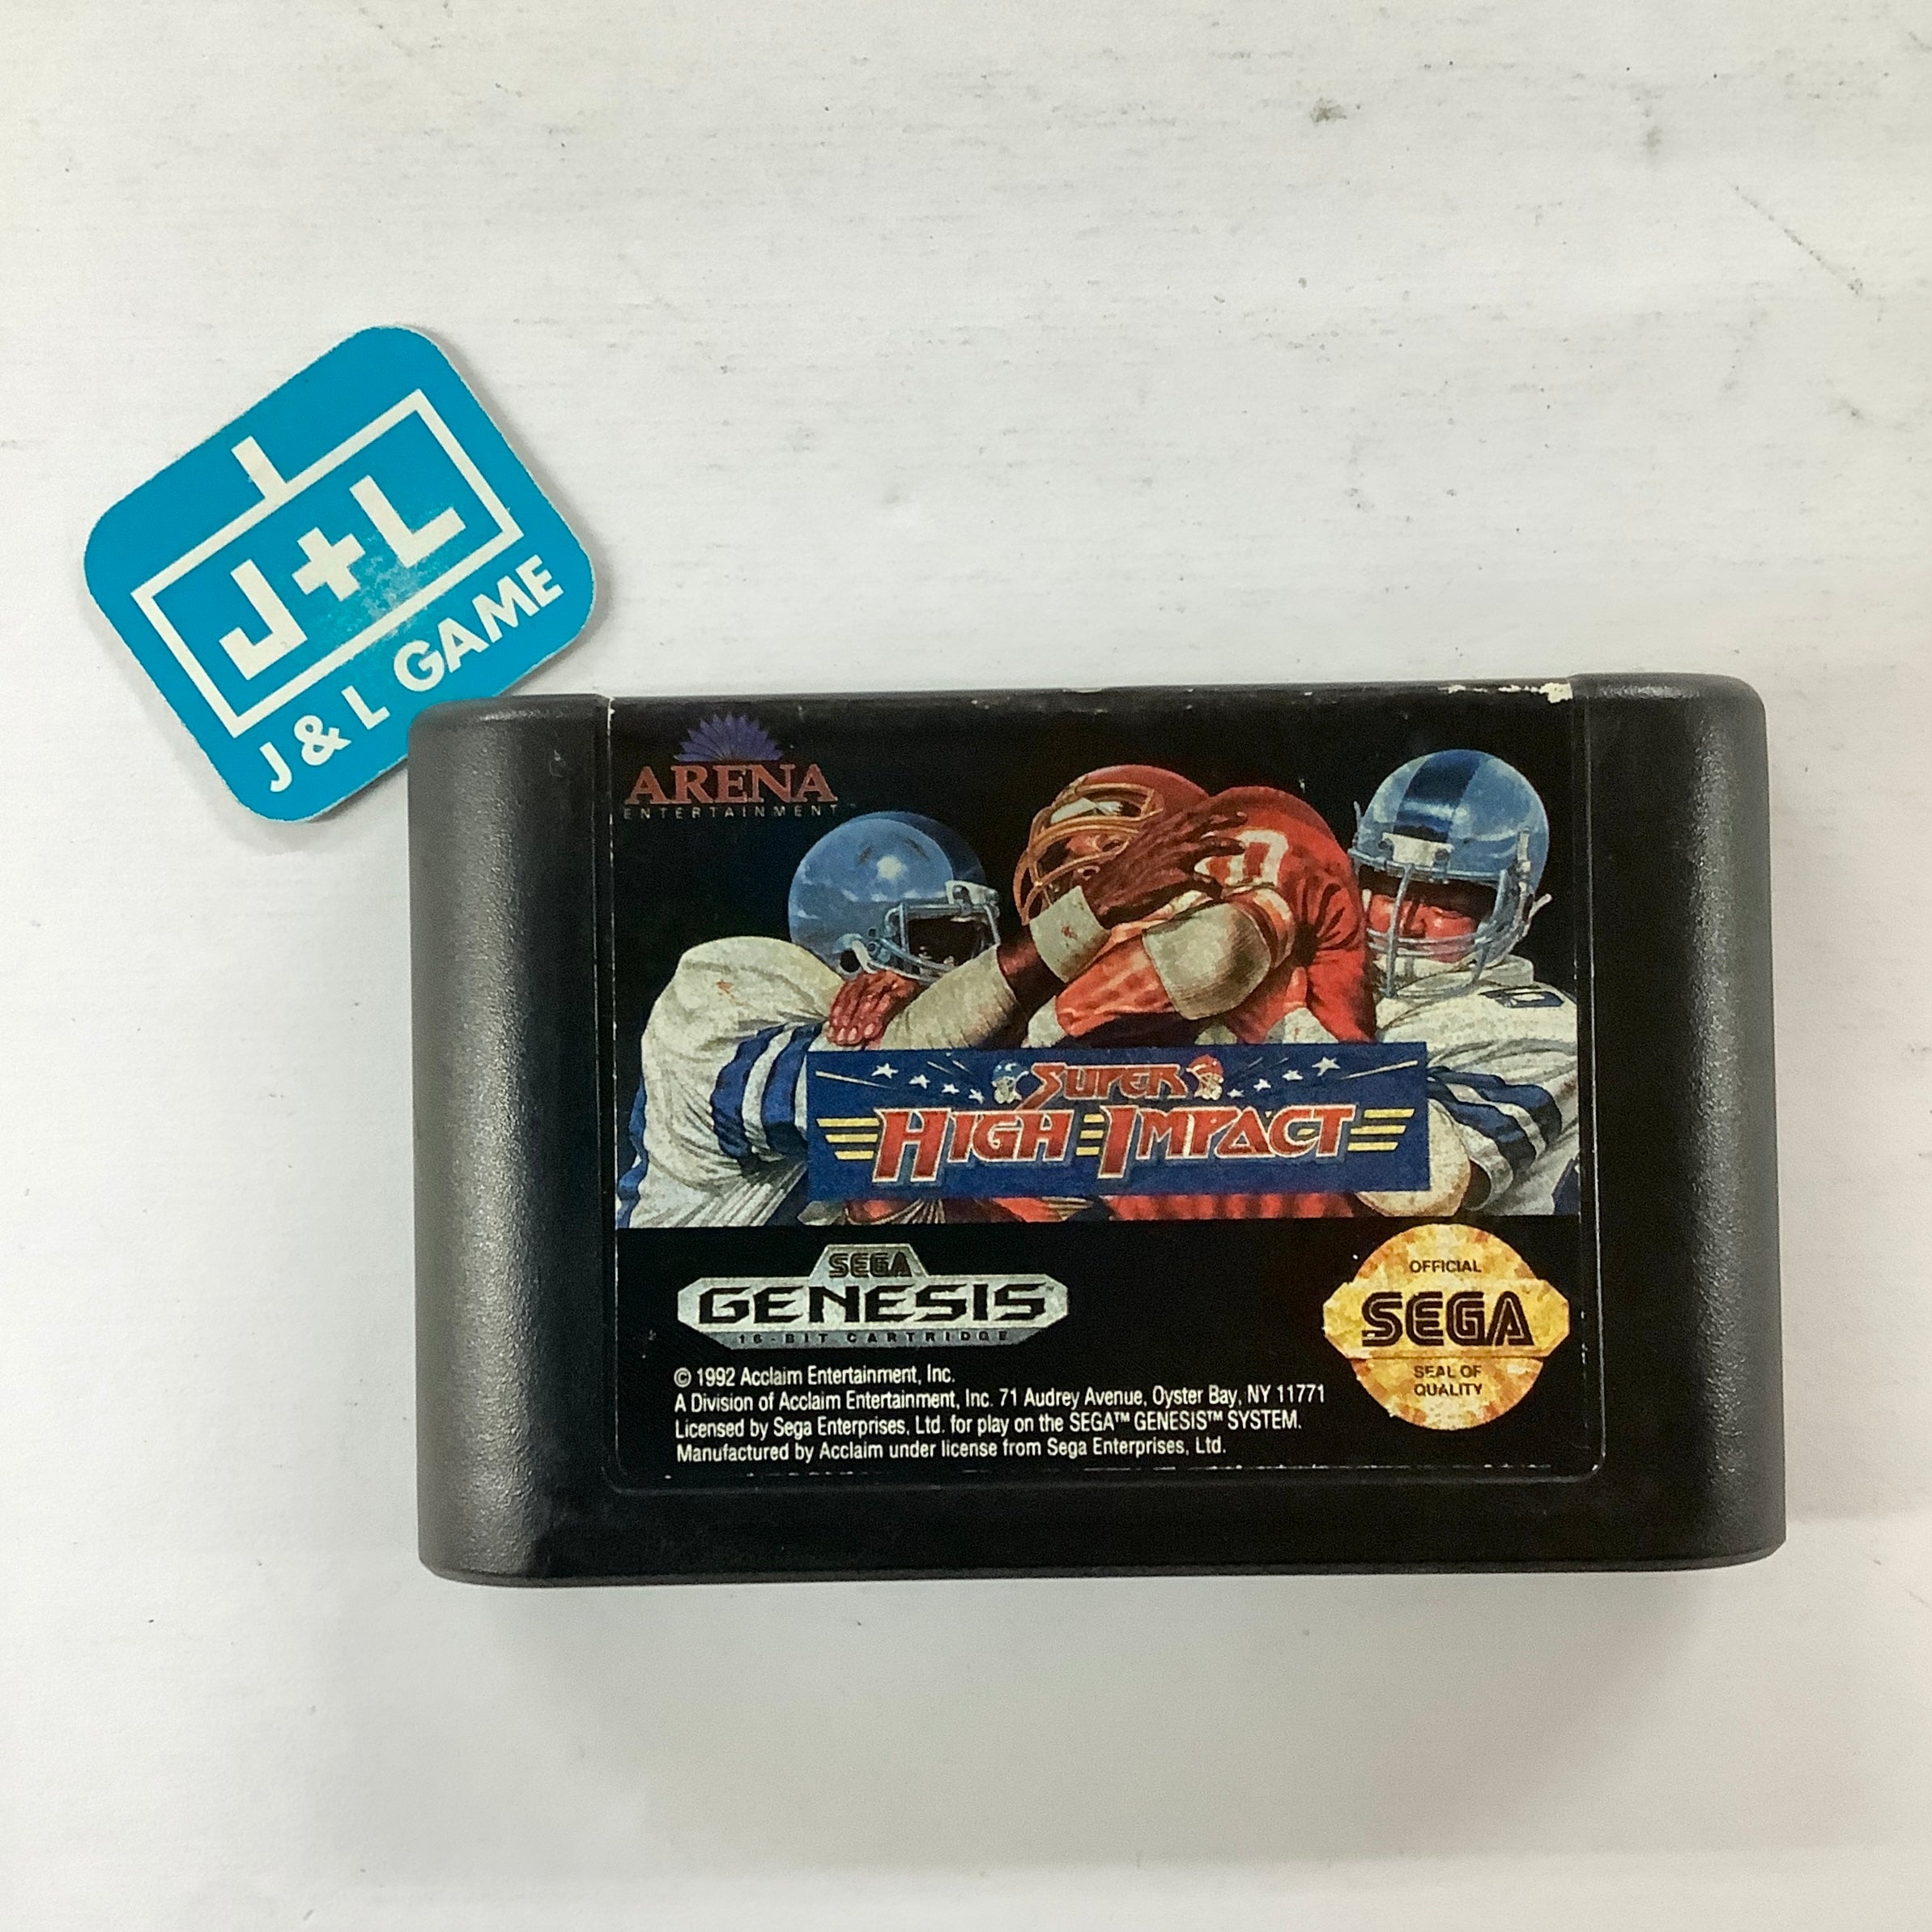 J+L
J & L GAME
ARENA
ENTERTAINMENT™
SUPER
HIGH IMPACT
SEGA
GENESIS™
16-BIT CARTRIDGE
OFFICIAL
SEGA
SEAL OF
QUALITY
© 1992 Acclaim Entertainment, Inc.
A Division of Acclaim Entertainment, Inc. 71 Audrey Avenue, Oyster Bay, NY 11771
Licensed by Sega Enterprises, Ltd. for play on the SEGA™ GENESIS™ SYSTEM.
Manufactured by Acclaim under license from Sega Enterprises, Ltd.